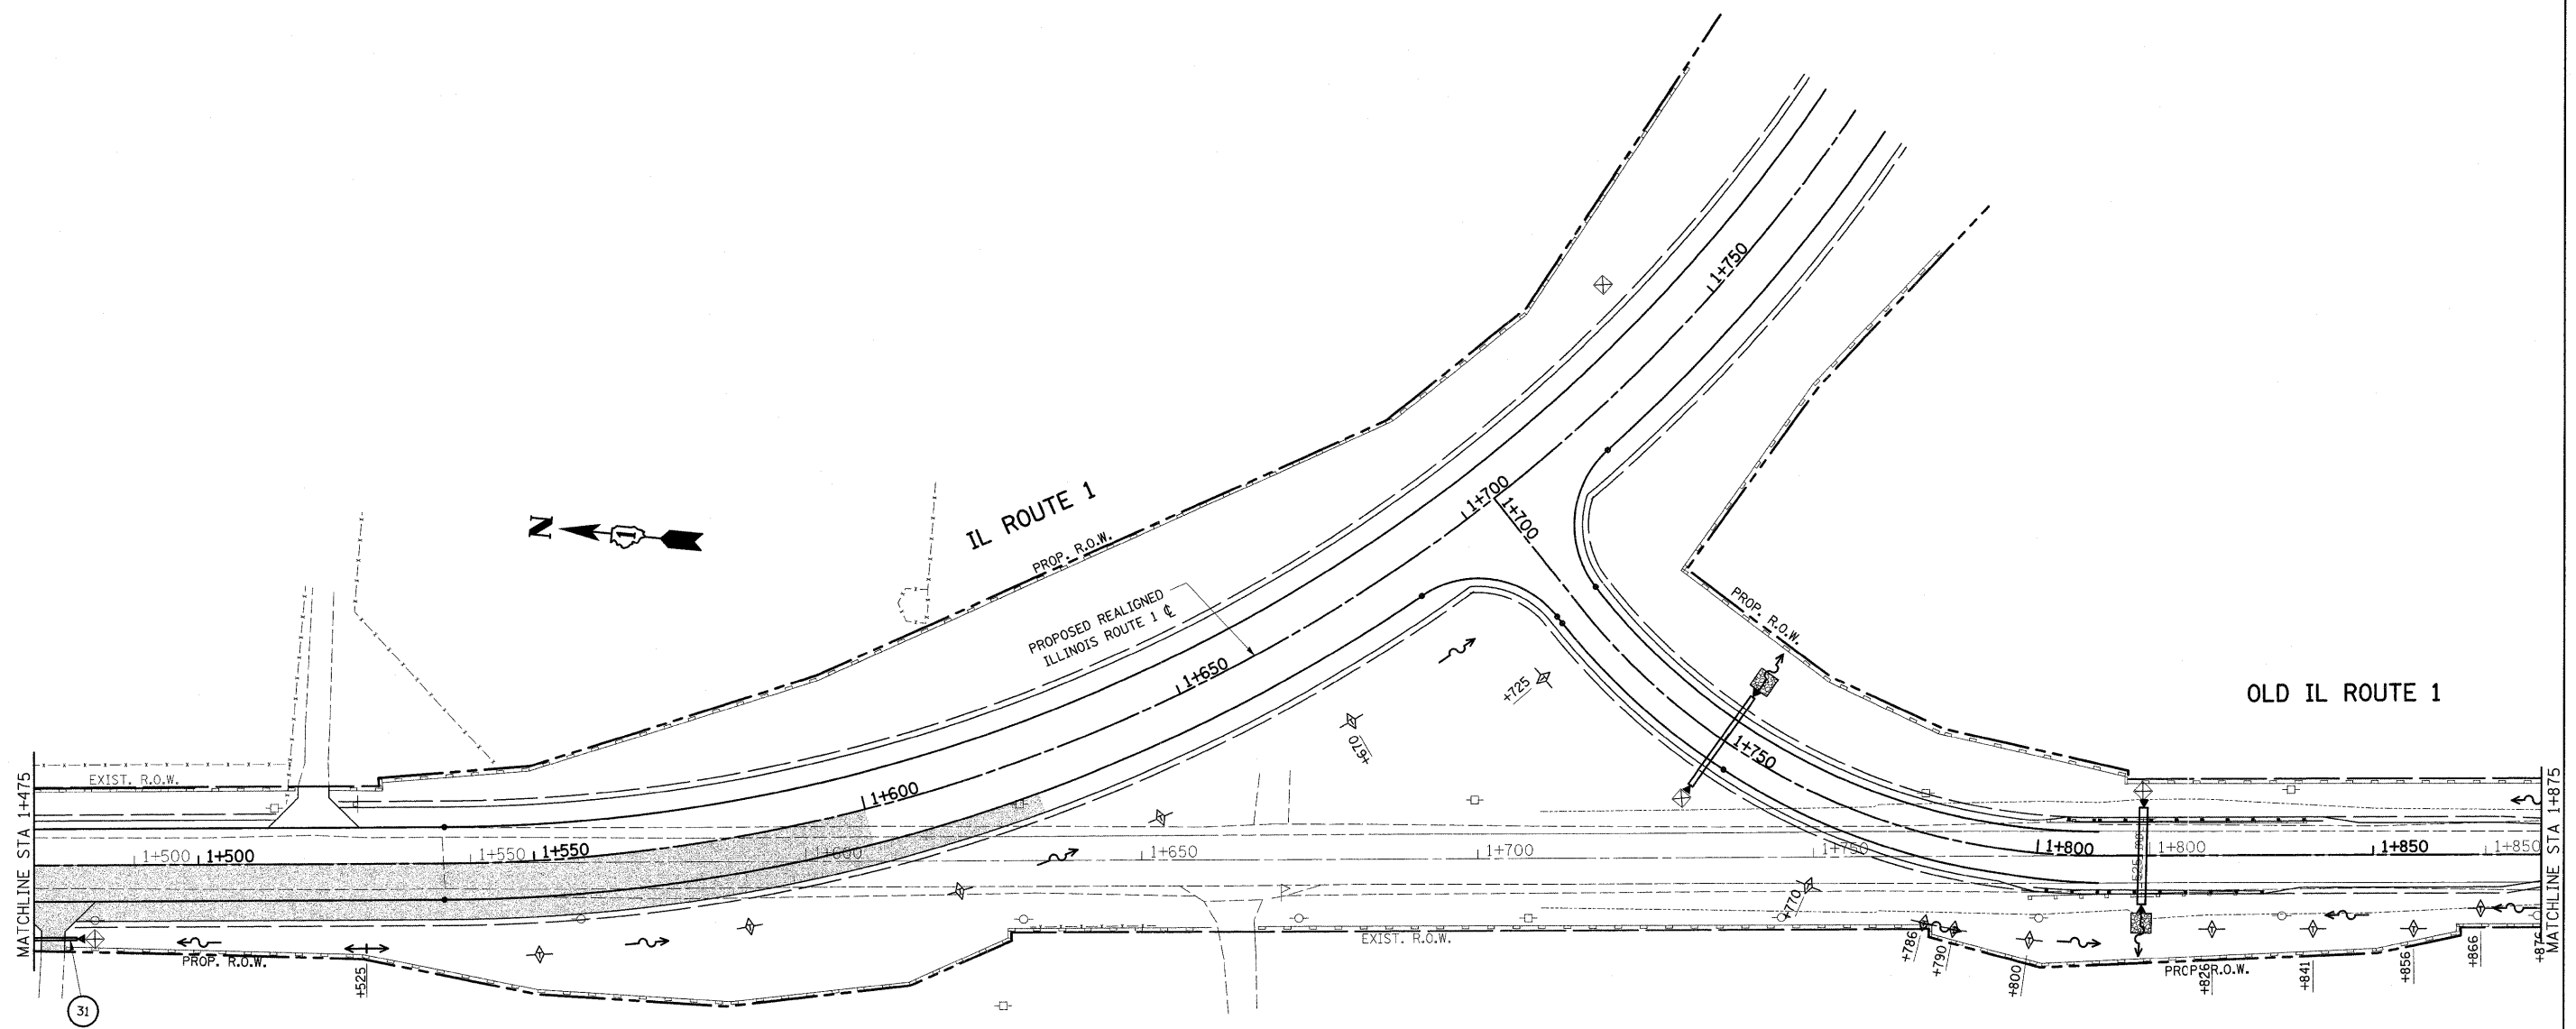 1+750
1+700
1+700
IL ROUTE 1
PROP. R.O.W.
N
1
PROPOSED REALIGNED
ILLINOIS ROUTE 1 ℄
PROP. R.O.W.
1+650
+725
+670
OLD IL ROUTE 1
1+750
MATCHLINE STA 1+475
EXIST. R.O.W.
1+600
1+500
1+500
1+550
1+550
1+600
1+650
1+700
1+750
1+800
1+800
1+850
1+850
MATCHLINE STA 1+875
+770
EXIST. R.O.W.
PROP. R.O.W.
+525
+786
+790
+800
PROP. R.O.W.
+826
+841
+856
+866
+876
31